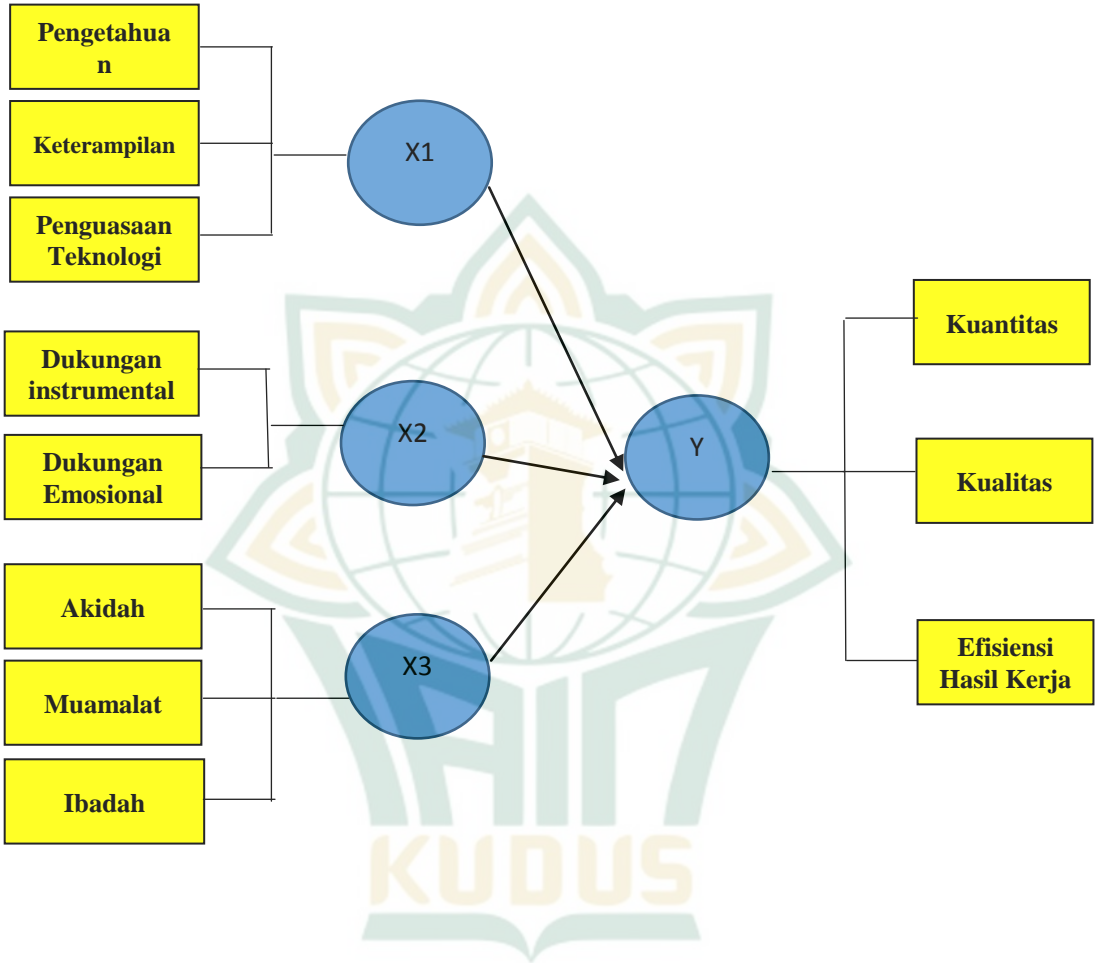 Pengetahua
n
Keterampilan
Penguasaan
Teknologi
X1
Dukungan
instrumental
Dukungan
Emosional
X2
Akidah
Muamalat
Ibadah
X3
Y
Kuantitas
Kualitas
Efisiensi
Hasil Kerja
IAIN
KUDUS